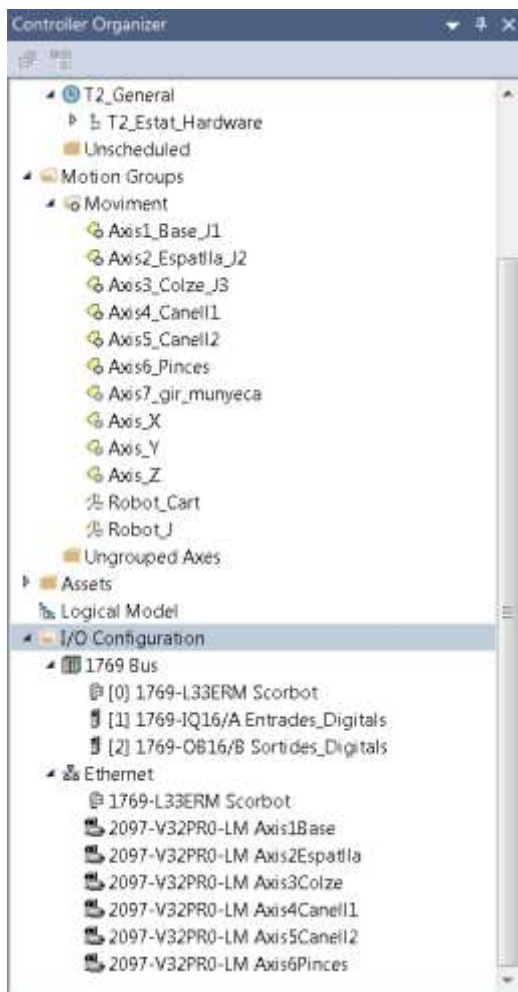 Controller Organizer
T2_General
T2_Estat_Hardware
Unscheduled
Motion Groups
Moviment
Axis1_Base_J1
Axis2_Espatlla_J2
Axis3_Colze_J3
Axis4_Canell1
Axis5_Canell2
Axis6_Pinces
Axis7_gir_munyeca
Axis_X
Axis_Y
Axis_Z
Robot_Cart
Robot_J
Ungrouped Axes
Assets
Logical Model
I/O Configuration
1769 Bus
[0] 1769-L33ERM Scorbot
[1] 1769-IQ16/A Entrades_Digitals
[2] 1769-OB16/B Sortides_Digitals
Ethernet
1769-L33ERM Scorbot
2097-V32PR0-LM Axis1Base
2097-V32PR0-LM Axis2Espatlla
2097-V32PR0-LM Axis3Colze
2097-V32PR0-LM Axis4Canell1
2097-V32PR0-LM Axis5Canell2
2097-V32PR0-LM Axis6Pinces